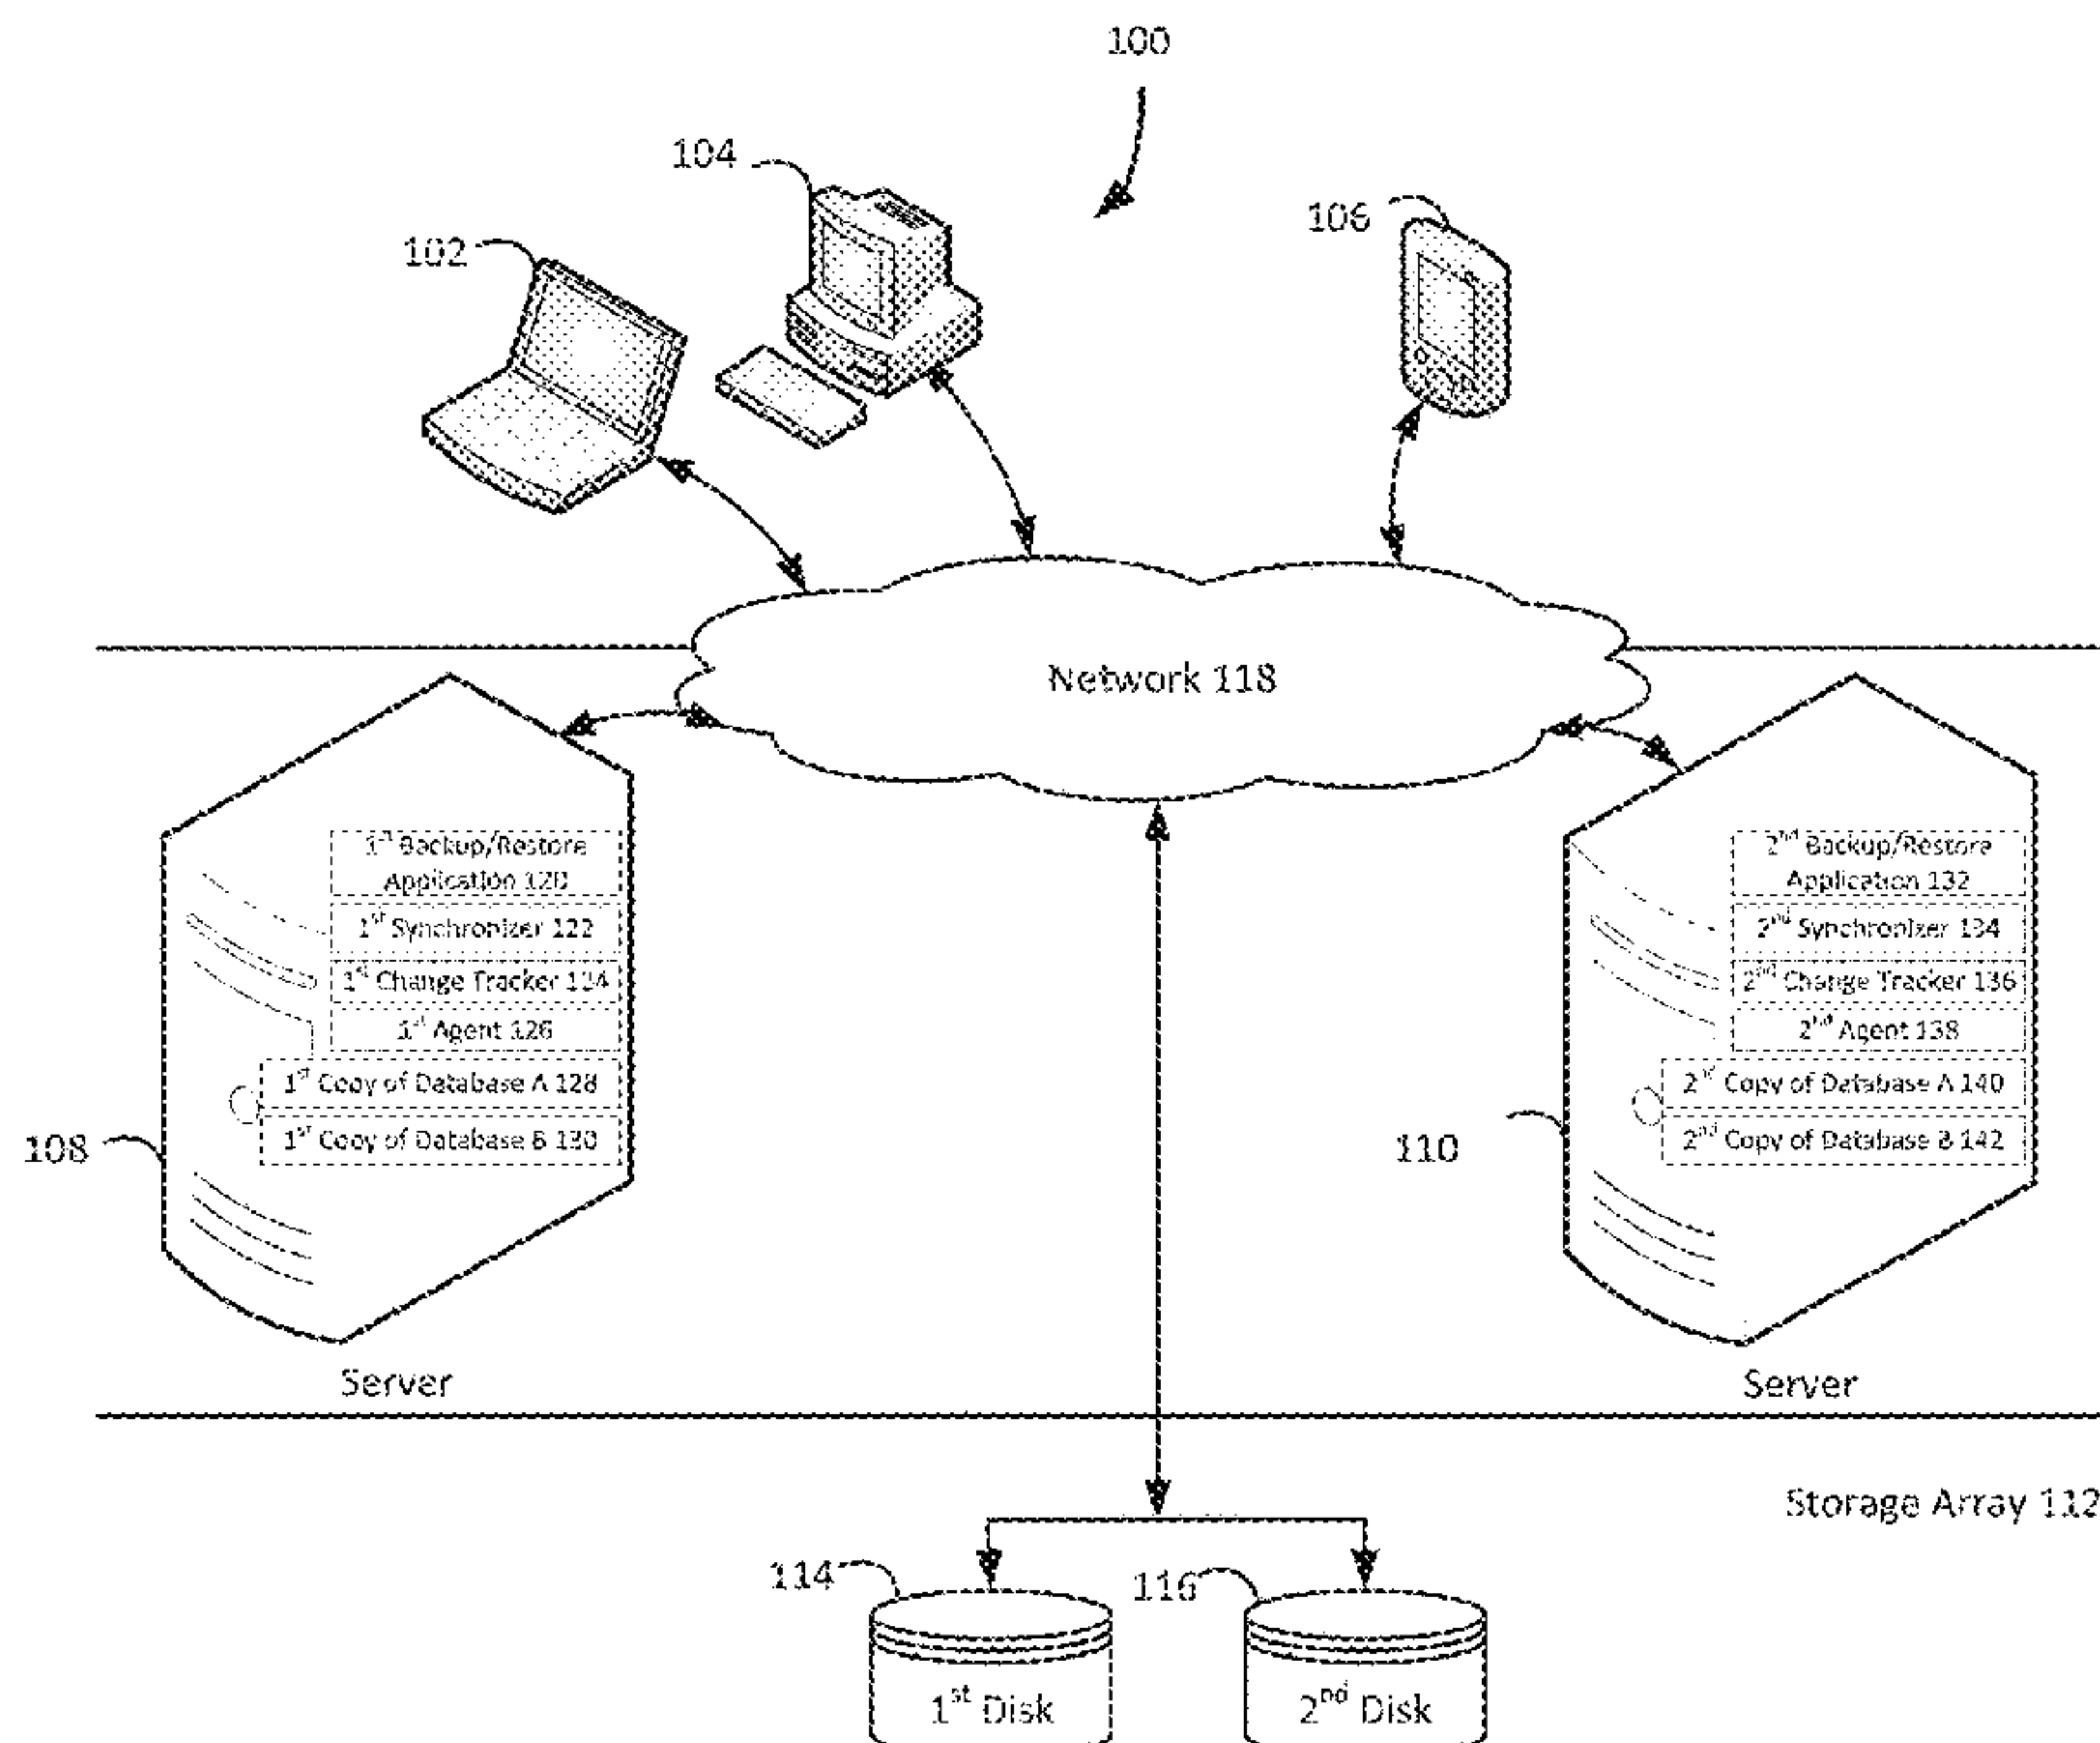 100
104
106
102
Network 118
1st Backup/Restore
Application 120
1st Synchronizer 122
1st Change Tracker 124
1st Agent 126
1st Copy of Database A 128
1st Copy of Database B 130
108
Server
2nd Backup/Restore
Application 132
2nd Synchronizer 134
2nd Change Tracker 136
2nd Agent 138
2nd Copy of Database A 140
2nd Copy of Database B 142
110
Server
Storage Array 112
114
116
1st Disk
2nd Disk